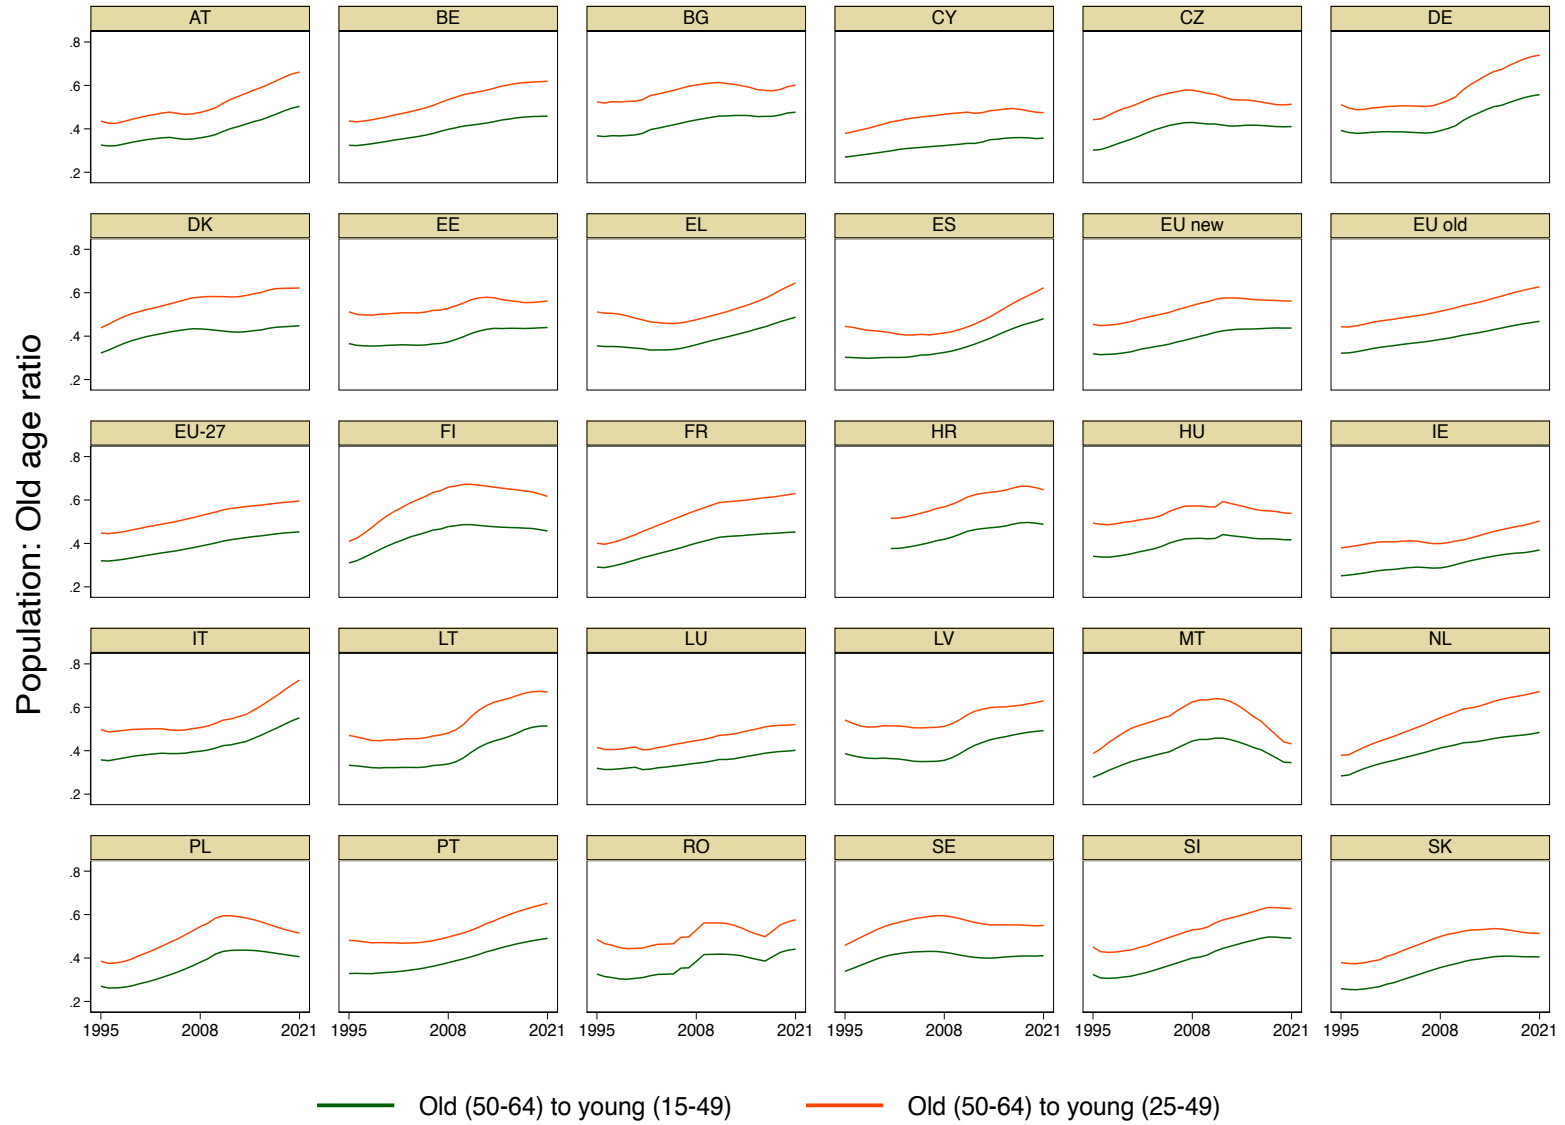 AT BE BG CY CZ DE
.8
.6
.4
.2
DK EE EL ES EU new EU old
.8
.6
.4
.2
Population: Old age ratio
EU-27 FI FR HR HU IE
.8
.6
.4
.2
IT LT LU LV MT NL
.8
.6
.4
.2
PL PT RO SE SI SK
.8
.6
.4
.2
1995 2008 2021 1995 2008 2021 1995 2008 2021 1995 2008 2021 1995 2008 2021 1995 2008 2021
Old (50-64) to young (15-49) Old (50-64) to young (25-49)